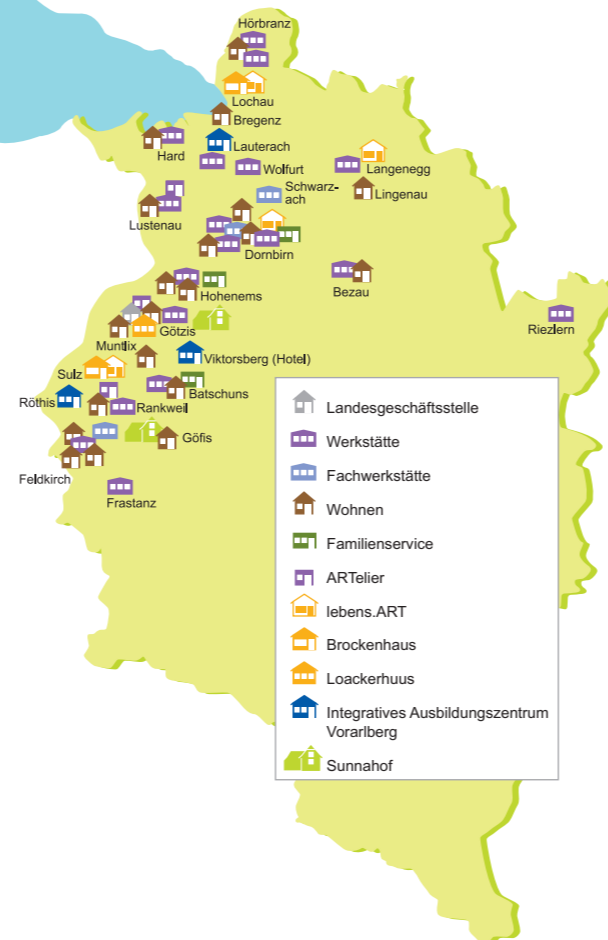 Hörbranz
Lochau
Bregenz
Hard
Lauterach
Wolfurt
Langenegg
Schwarz-
ach
Lingenau
Lustenau
Dornbirn
Bezau
Hohenems
Riezlern
Götzis
Muntlix
Viktorsberg (Hotel)
Sulz
Batschuns
Röthis
Rankweil
Göfis
Feldkirch
Frastanz
Landesgeschäftsstelle
Werkstätte
Fachwerkstätte
Wohnen
Familienservice
ARTelier
lebens.ART
Brockenhaus
Loackerhuus
Integratives Ausbildungszentrum
Vorarlberg
Sunnahof